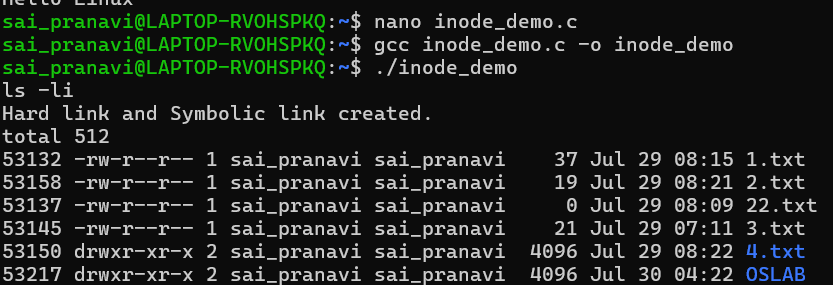 Hello Linux
sai_pranavi@LAPTOP-RVOHSPKQ:~$ nano inode_demo.c
sai_pranavi@LAPTOP-RVOHSPKQ:~$ gcc inode_demo.c -o inode_demo
sai_pranavi@LAPTOP-RVOHSPKQ:~$ ./inode_demo
ls -li
Hard link and Symbolic link created.
total 512
53132 -rw-r--r-- 1 sai_pranavi sai_pranavi    37 Jul 29 08:15 1.txt
53158 -rw-r--r-- 1 sai_pranavi sai_pranavi    19 Jul 29 08:21 2.txt
53137 -rw-r--r-- 1 sai_pranavi sai_pranavi     0 Jul 29 08:09 22.txt
53145 -rw-r--r-- 1 sai_pranavi sai_pranavi    21 Jul 29 07:11 3.txt
53150 drwxr-xr-x 2 sai_pranavi sai_pranavi  4096 Jul 29 08:22 4.txt
53217 drwxr-xr-x 2 sai_pranavi sai_pranavi  4096 Jul 30 04:22 OSLAB